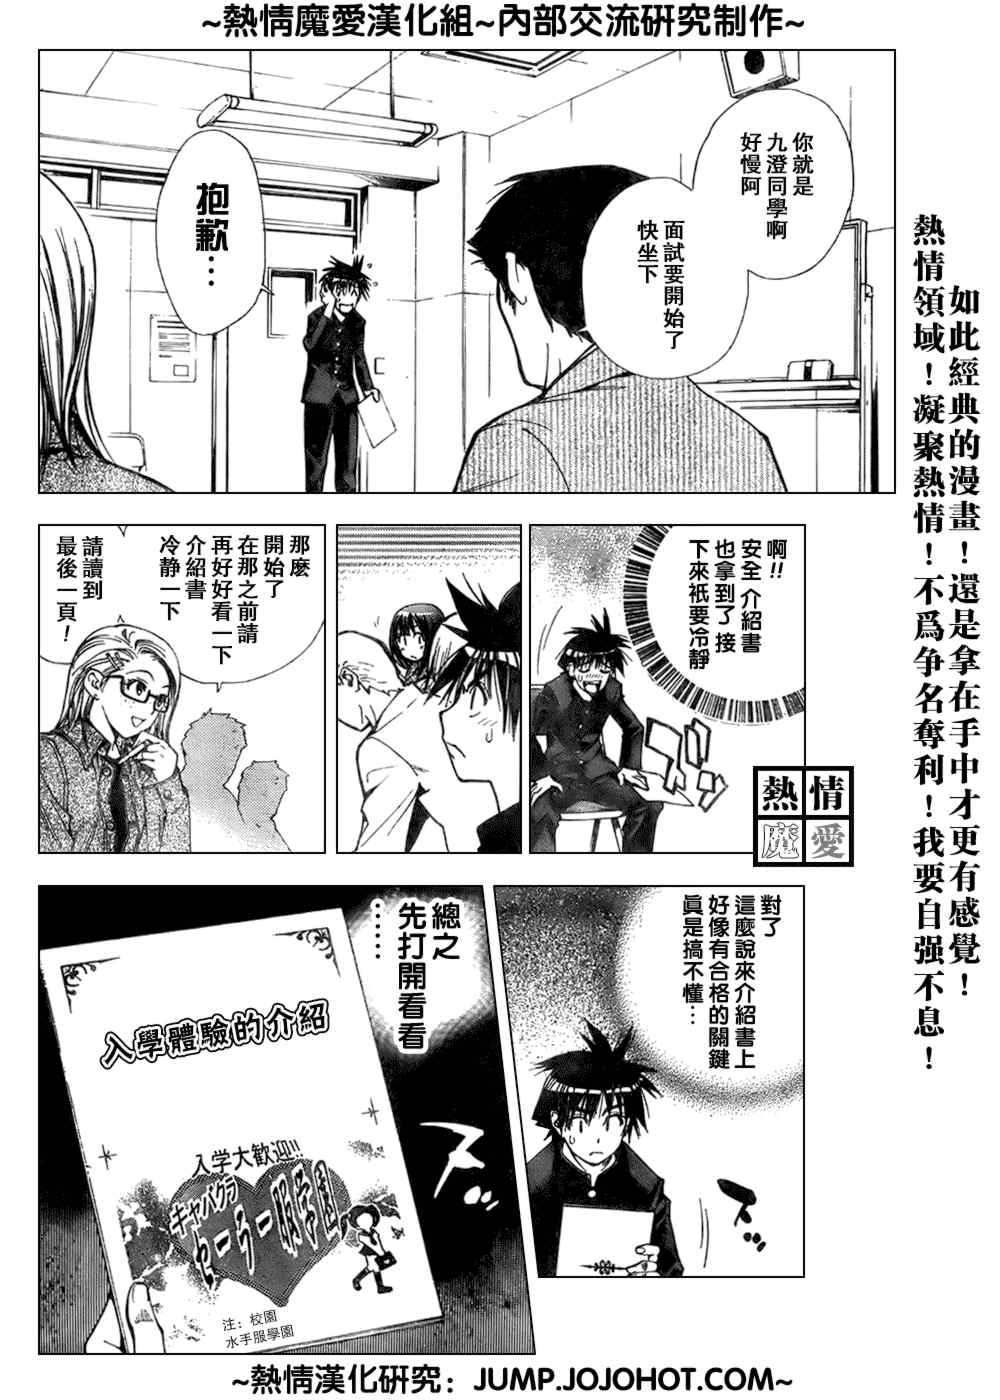 ~熱情魔愛漢化組~內部交流研究制作~
你就是
九澄同學啊
好慢阿
面試要開始了
快坐下
抱歉…
啊!!
安全 介紹書
也拿到了 接
下來祇要冷靜
那麽
開始了
在那之前請
再好好看一下
介紹書
冷静一下
請讀到
最後一頁！
熱情
魔愛
對了
這麼說來介紹書上
好像有合格的關鍵
真是搞不懂…
總之
先打開看看
……
入學體驗的介紹
入学大歓迎!!
キャバクラ
セーラー服学園
注：校園
水手服學園
如此經典的漫畫！還是拿在手中才更有感覺！
熱情領域！凝聚熱情！不爲争名奪利！我要自强不息！
~熱情漢化研究：JUMP.JOJOHOT.COM~